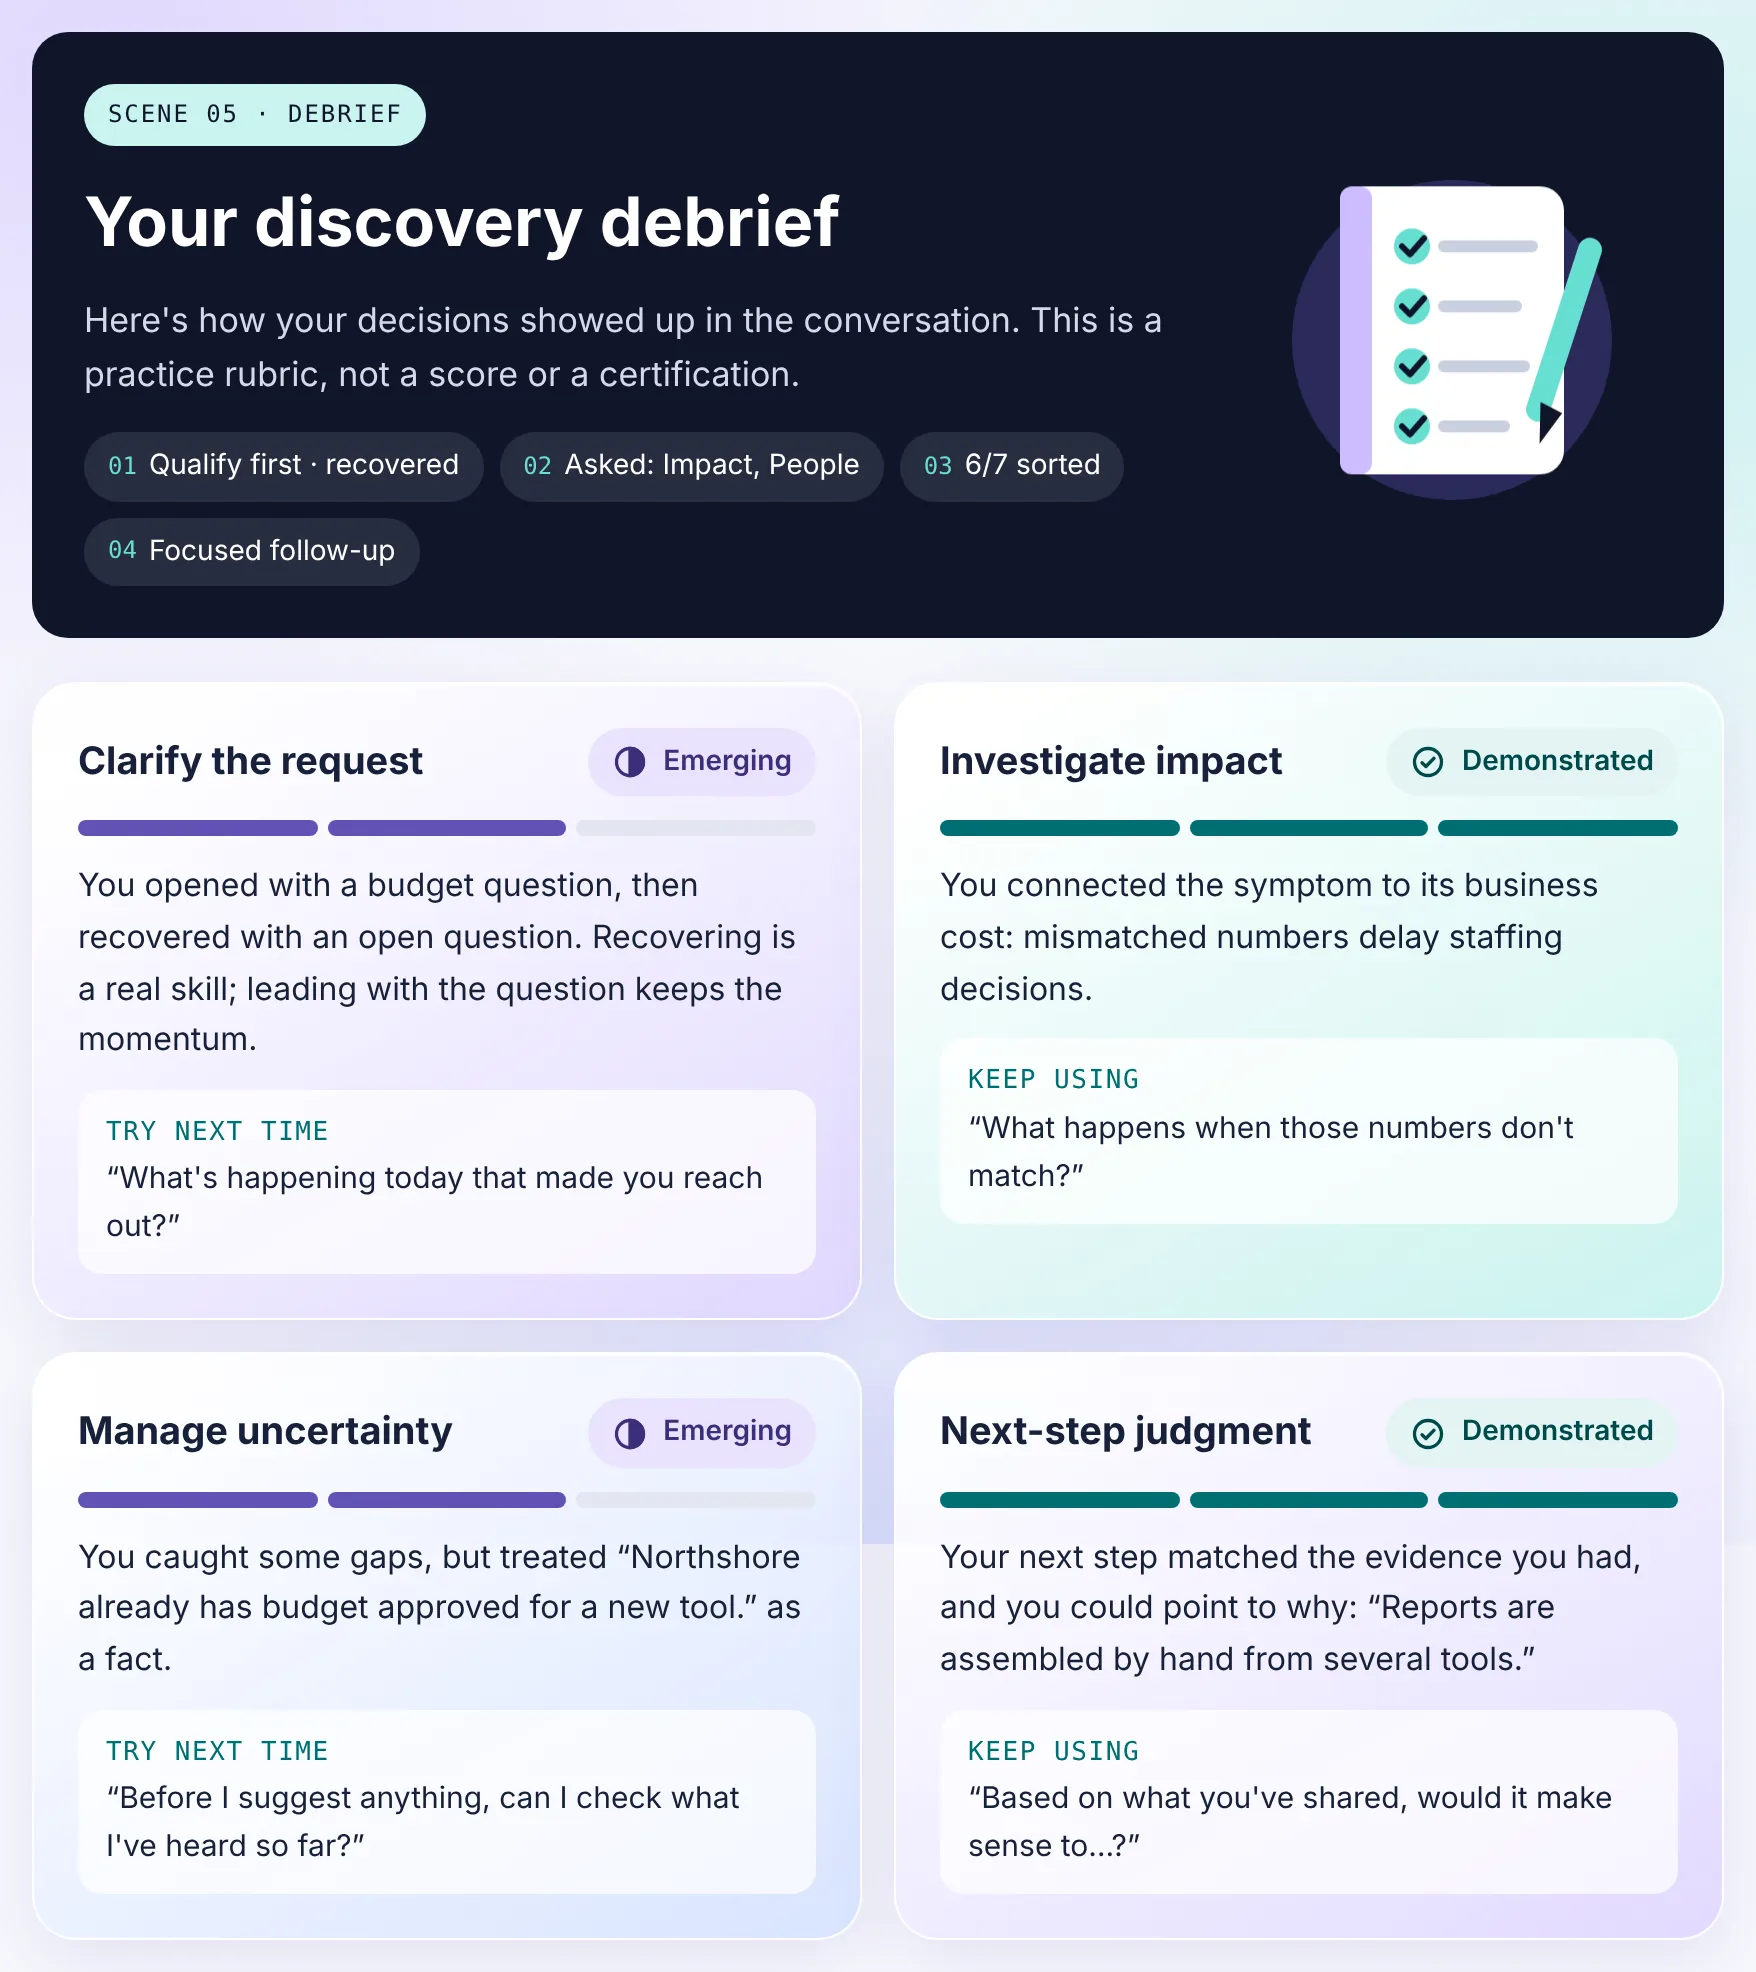 SCENE 05 · DEBRIEF
Your discovery debrief
Here's how your decisions showed up in the conversation. This is a
practice rubric, not a score or a certification.
01 Qualify first · recovered
02 Asked: Impact, People
03 6/7 sorted
04 Focused follow-up
Clarify the request
Emerging
You opened with a budget question, then
recovered with an open question. Recovering is
a real skill; leading with the question keeps the
momentum.
TRY NEXT TIME
“What's happening today that made you reach
out?”
Investigate impact
Demonstrated
You connected the symptom to its business
cost: mismatched numbers delay staffing
decisions.
KEEP USING
“What happens when those numbers don't
match?”
Manage uncertainty
Emerging
You caught some gaps, but treated “Northshore
already has budget approved for a new tool.” as
a fact.
TRY NEXT TIME
“Before I suggest anything, can I check what
I've heard so far?”
Next-step judgment
Demonstrated
Your next step matched the evidence you had,
and you could point to why: “Reports are
assembled by hand from several tools.”
KEEP USING
“Based on what you've shared, would it make
sense to...?”